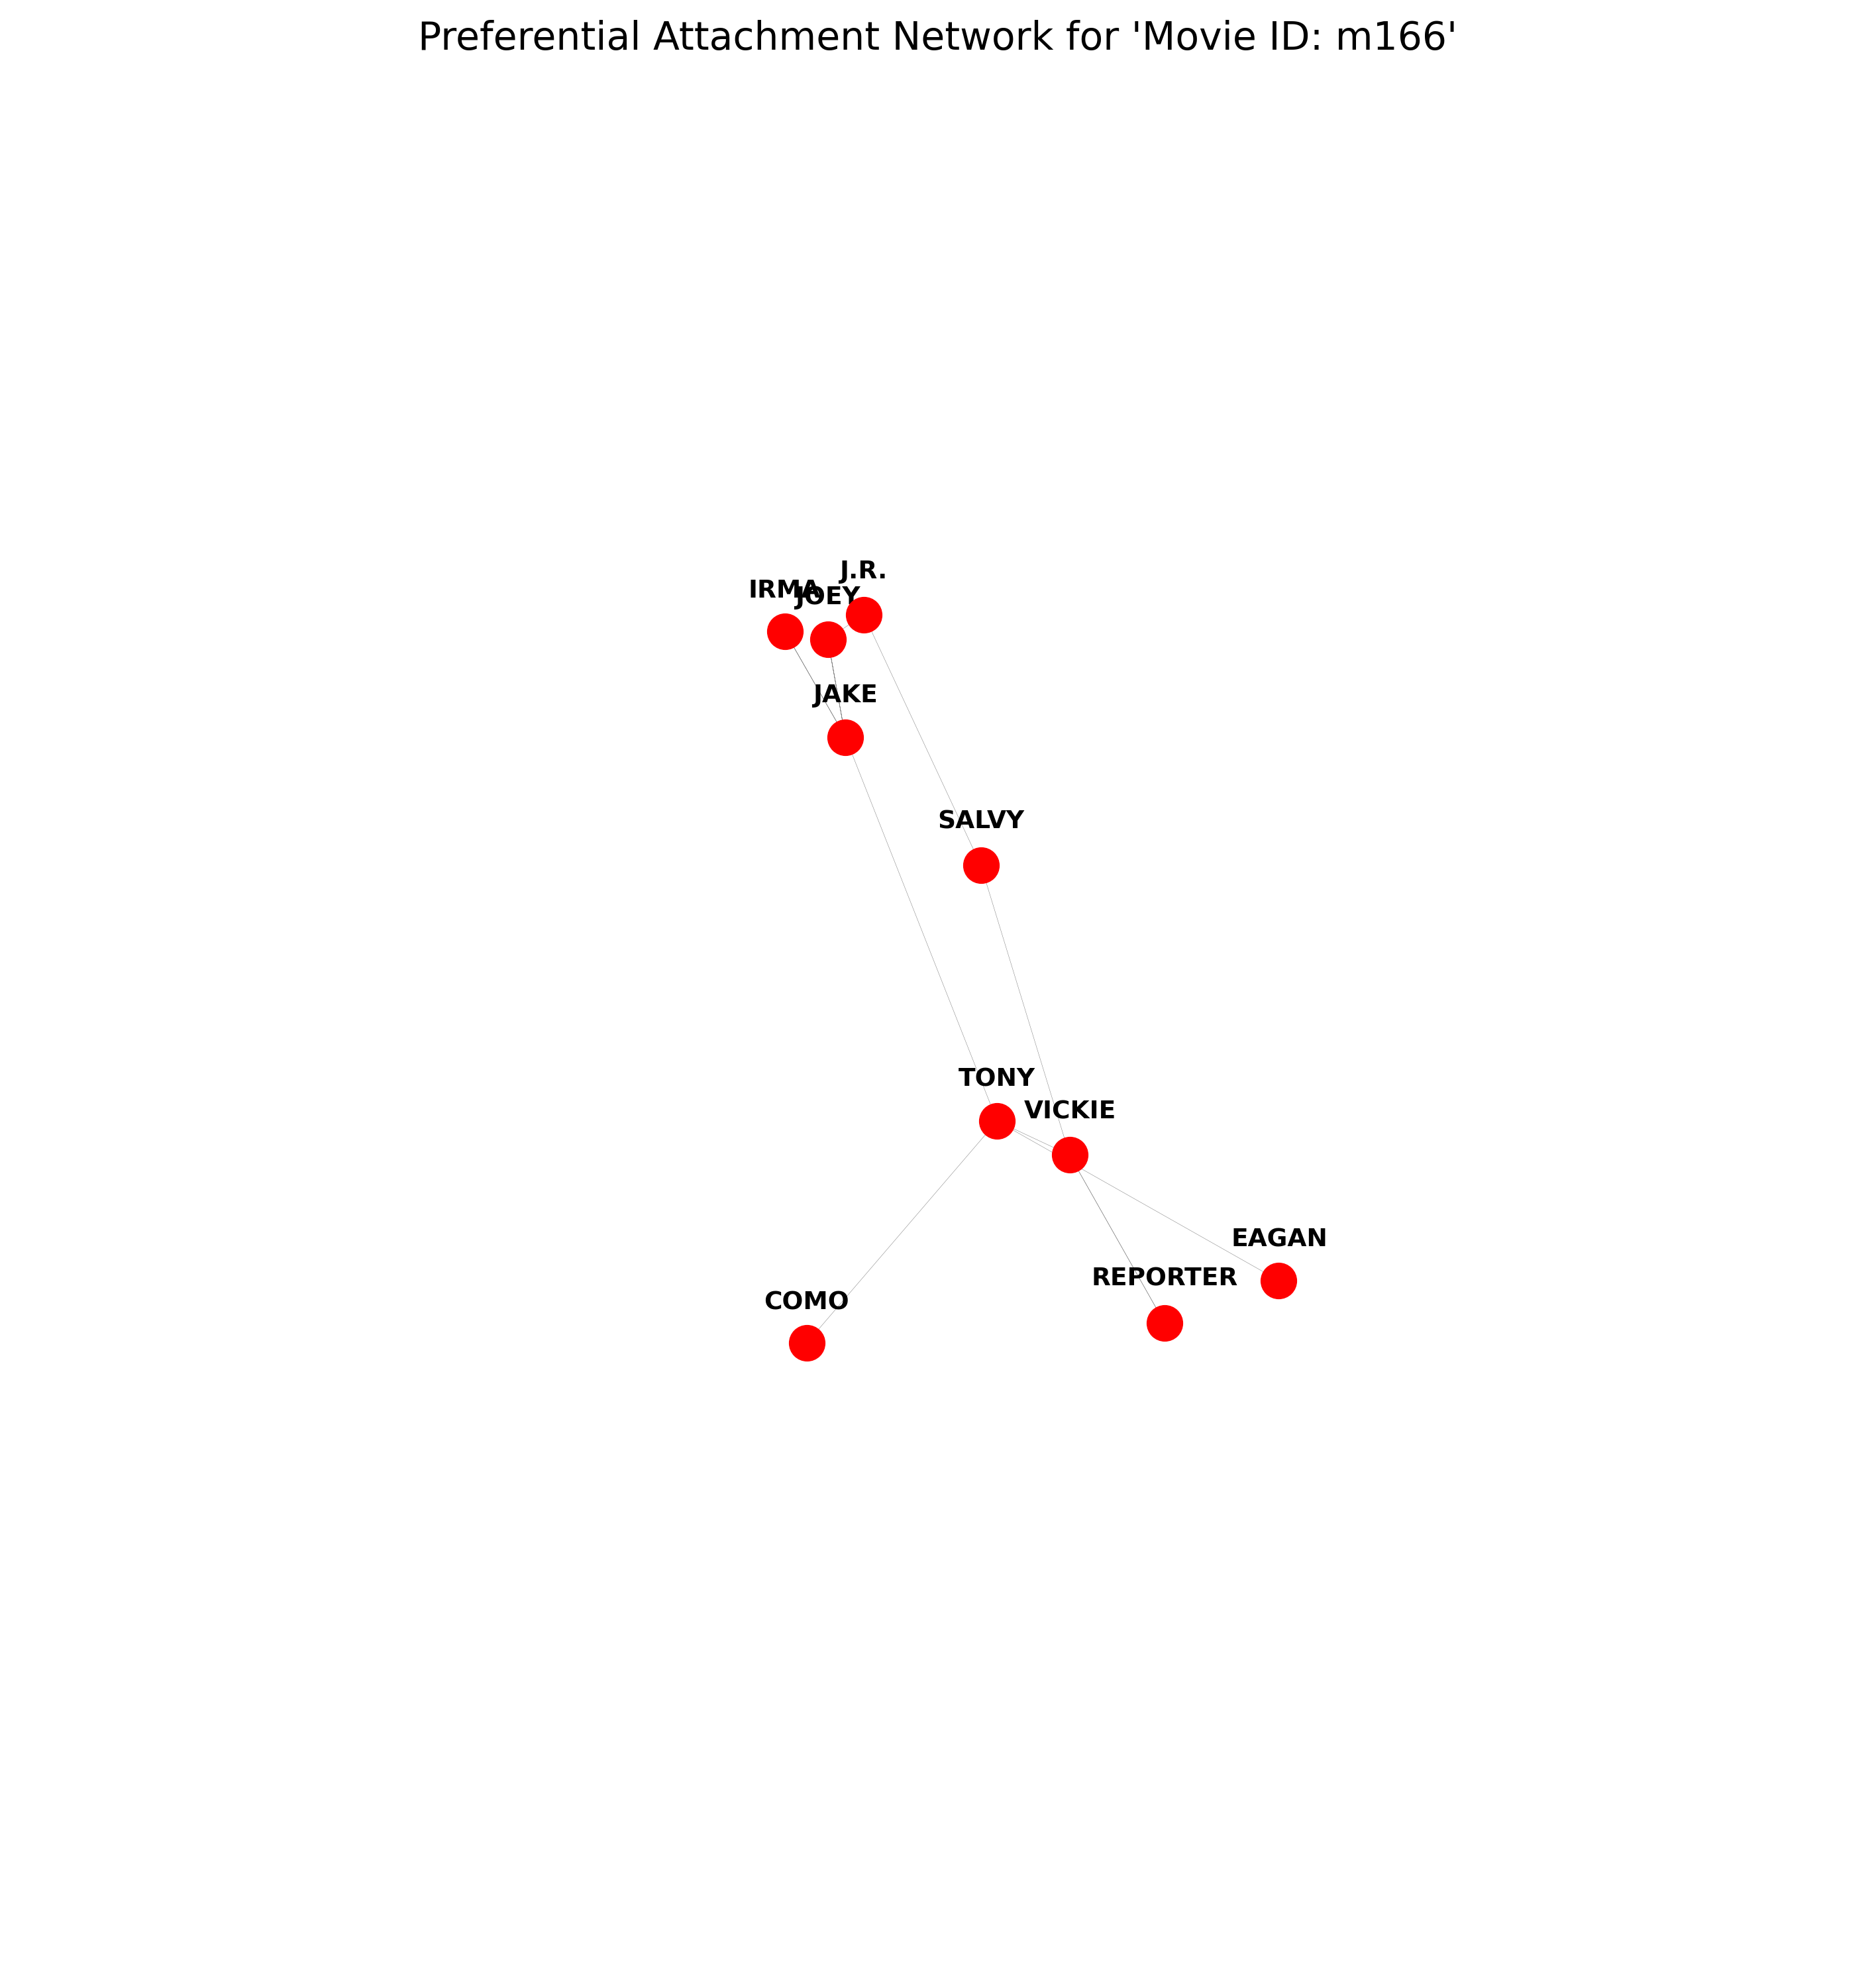 Preferential Attachment Network for 'Movie ID: m166'
J.R.
IRMA
JOEY
JAKE
SALVY
TONY
VICKIE
EAGAN
REPORTER
COMO